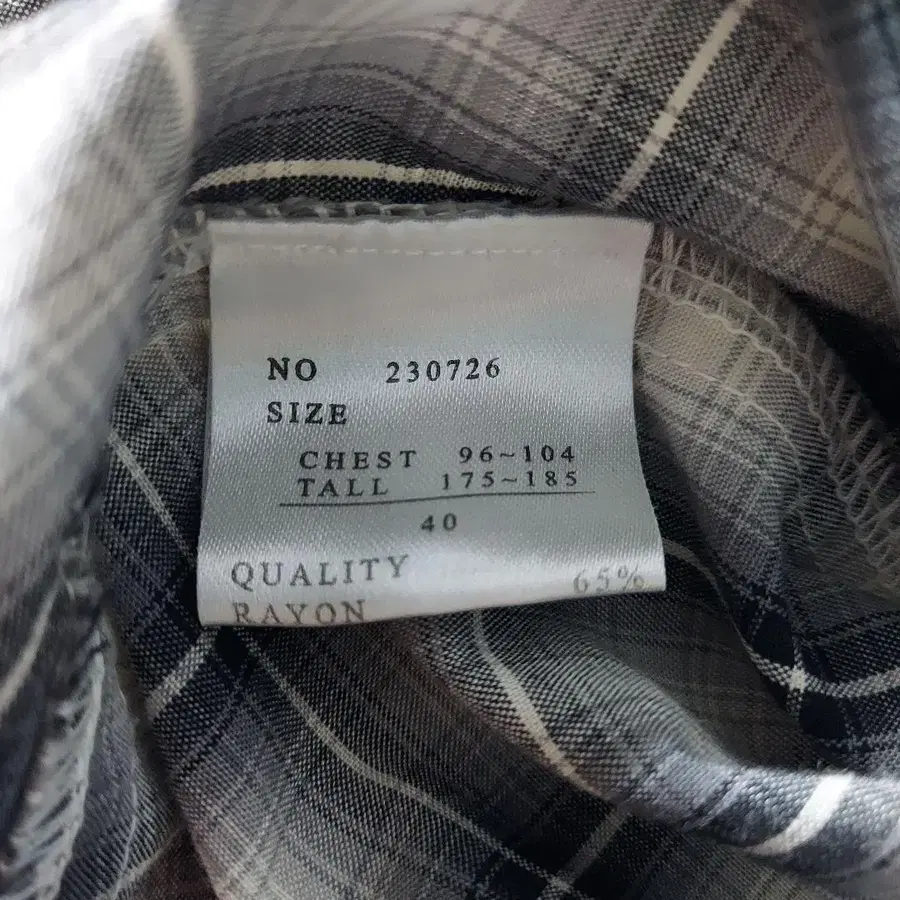 NO 230726
SIZE
CHEST 96~104
TALL 175~185
40
QUALITY
65%
RAYON